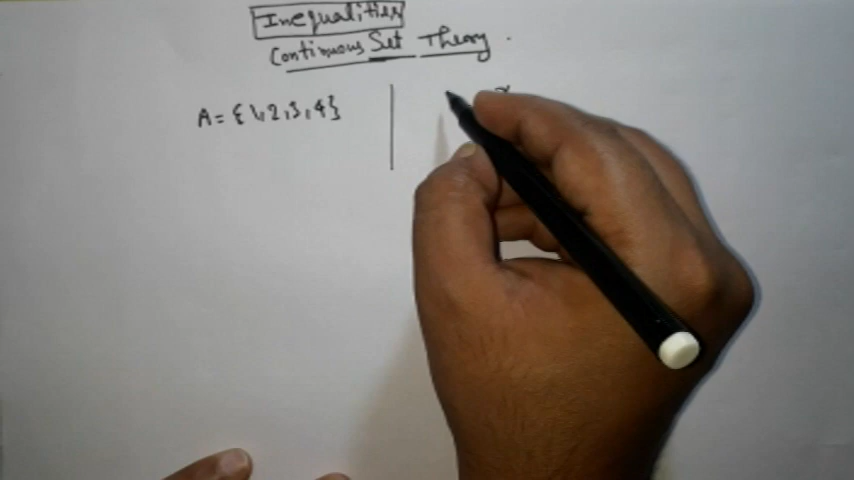 Inequalities
Continuous Set Theory .
A = { 1, 2, 3, 4 }